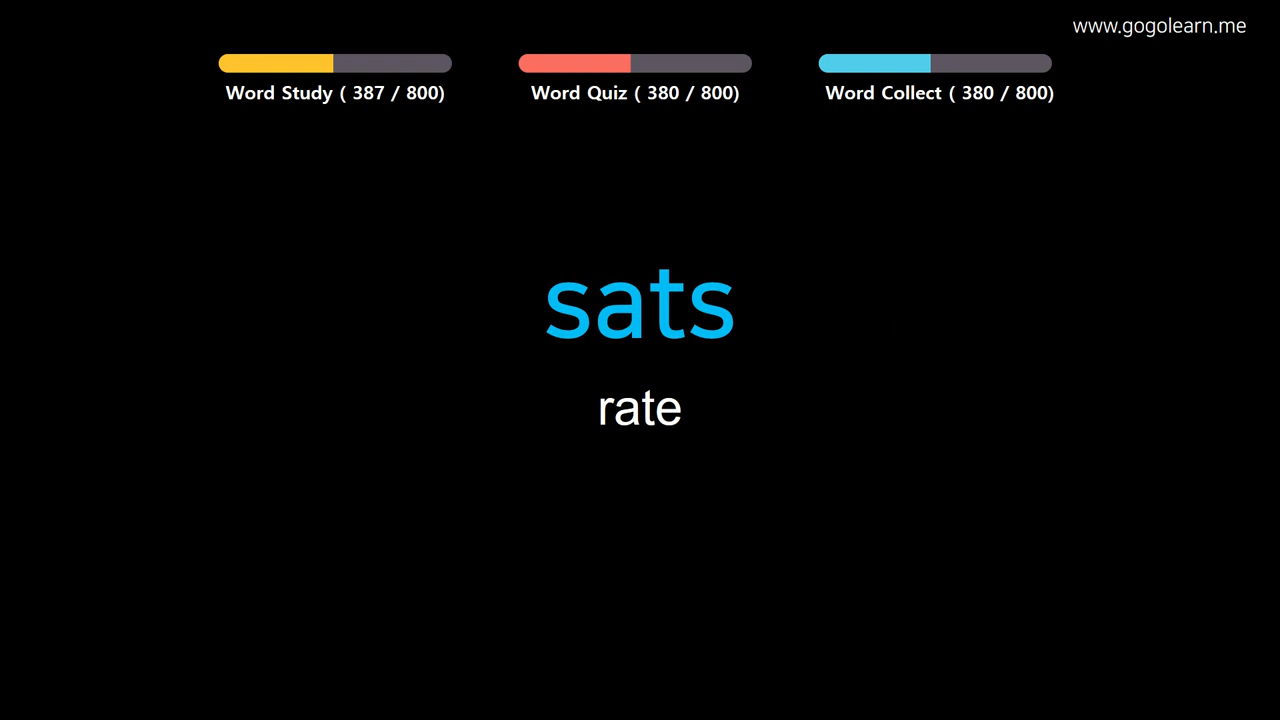 www.gogolearn.me
Word Study ( 387 / 800)
Word Quiz ( 380 / 800)
Word Collect ( 380 / 800)
sats
rate